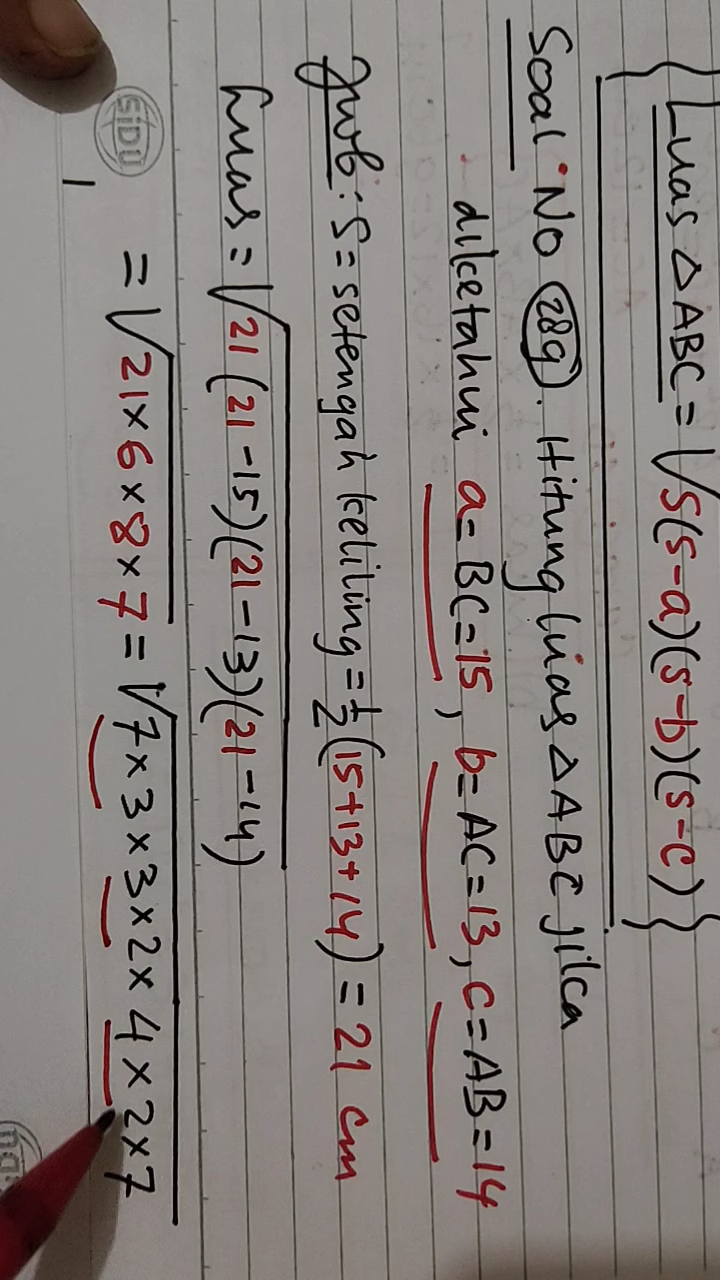 {Luas △ABC = √s(s-a)(s-b)(s-c)}
Soal No 289. Hitung luas △ABC jika
diketahui a=BC=15, b=AC=13, c=AB=14
Jwb: S = setengah keliling = ½(15+13+14) = 21 cm
Luas = √21(21-15)(21-13)(21-14)
= √21×6×8×7 = √7×3×3×2×4×2×7
SIDU